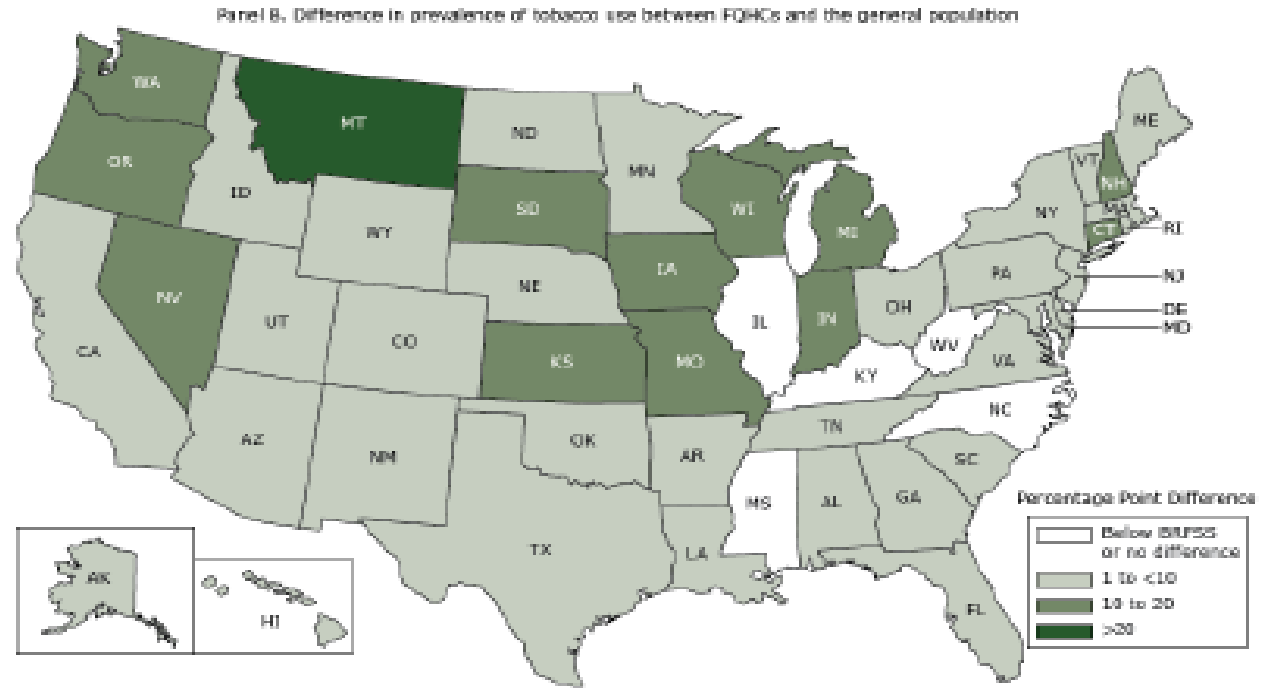 Panel B. Difference in prevalence of tobacco use between FQHCs and the general population
WA
MT
ND
MN
ME
OR
ID
SD
WI
MI
VT
NH
WY
NY
MA
CT
RI
IA
NE
PA
NJ
NV
UT
CO
IL
IN
OH
DE
MD
CA
KS
MO
WV
VA
KY
NC
AZ
NM
OK
AR
TN
SC
MS
AL
GA
TX
LA
AK
HI
FL
Percentage Point Difference
Below BRFSS
or no difference
1 to <10
10 to 20
>20